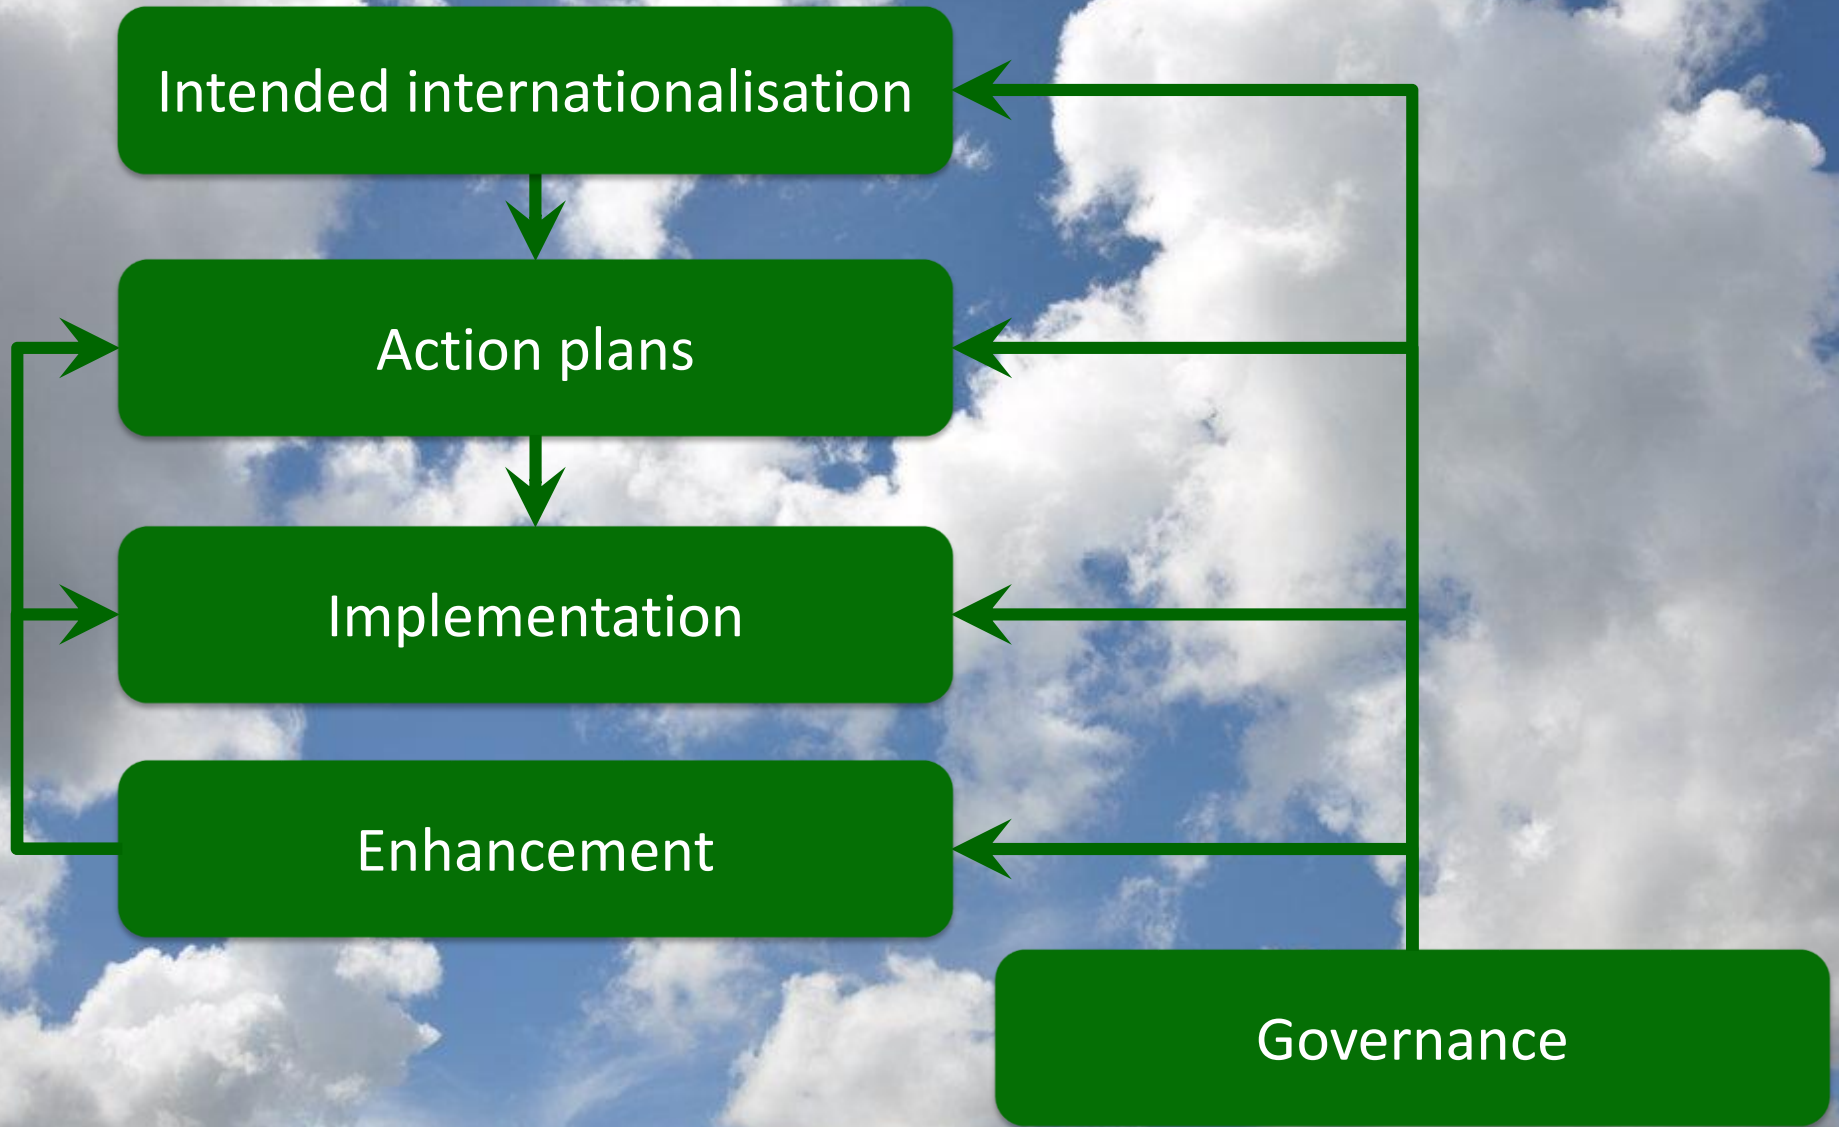 Intended internationalisation
Action plans
Implementation
Enhancement
Governance